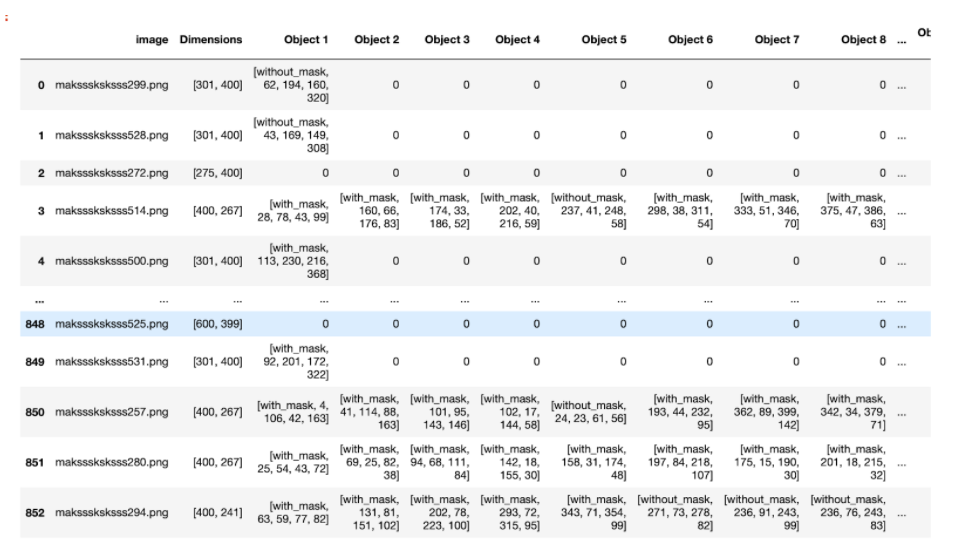 :
image Dimensions Object 1 Object 2 Object 3 Object 4 Object 5 Object 6 Object 7 Object 8 ... Ob
0 maksssksksss299.png [301, 400] [without_mask, 62, 194, 160, 320] 0 0 0 0 0 0 0 ...
1 maksssksksss528.png [301, 400] [without_mask, 43, 169, 149, 308] 0 0 0 0 0 0 0 ...
2 maksssksksss272.png [275, 400] 0 0 0 0 0 0 0 0 ...
3 maksssksksss514.png [400, 267] [with_mask, 28, 78, 43, 99] [with_mask, 160, 66, 176, 83] [with_mask, 174, 33, 186, 52] [with_mask, 202, 40, 216, 59] [without_mask, 237, 41, 248, 58] [with_mask, 298, 38, 311, 54] [with_mask, 333, 51, 346, 70] [with_mask, 375, 47, 386, 63] ...
4 maksssksksss500.png [301, 400] [with_mask, 113, 230, 216, 368] 0 0 0 0 0 0 0 ...
... ... ... ... ... ... ... ... ... ... ... ...
848 maksssksksss525.png [600, 399] 0 0 0 0 0 0 0 0 ...
849 maksssksksss531.png [301, 400] [with_mask, 92, 201, 172, 322] 0 0 0 0 0 0 0 ...
850 maksssksksss257.png [400, 267] [with_mask, 4, 106, 42, 163] [with_mask, 41, 114, 88, 163] [with_mask, 101, 95, 143, 146] [with_mask, 102, 17, 144, 58] [without_mask, 24, 23, 61, 56] [with_mask, 193, 44, 232, 95] [with_mask, 362, 89, 399, 142] [with_mask, 342, 34, 379, 71] ...
851 maksssksksss280.png [400, 267] [with_mask, 25, 54, 43, 72] [with_mask, 69, 25, 82, 38] [with_mask, 94, 68, 111, 84] [with_mask, 142, 18, 155, 30] [with_mask, 158, 31, 174, 48] [with_mask, 197, 84, 218, 107] [with_mask, 175, 15, 190, 30] [with_mask, 201, 18, 215, 32] ...
852 maksssksksss294.png [400, 241] [with_mask, 63, 59, 77, 82] [with_mask, 131, 81, 151, 102] [with_mask, 202, 78, 223, 100] [with_mask, 293, 72, 315, 95] [with_mask, 343, 71, 354, 99] [without_mask, 271, 73, 278, 82] [without_mask, 236, 91, 243, 99] [without_mask, 236, 76, 243, 83] ...